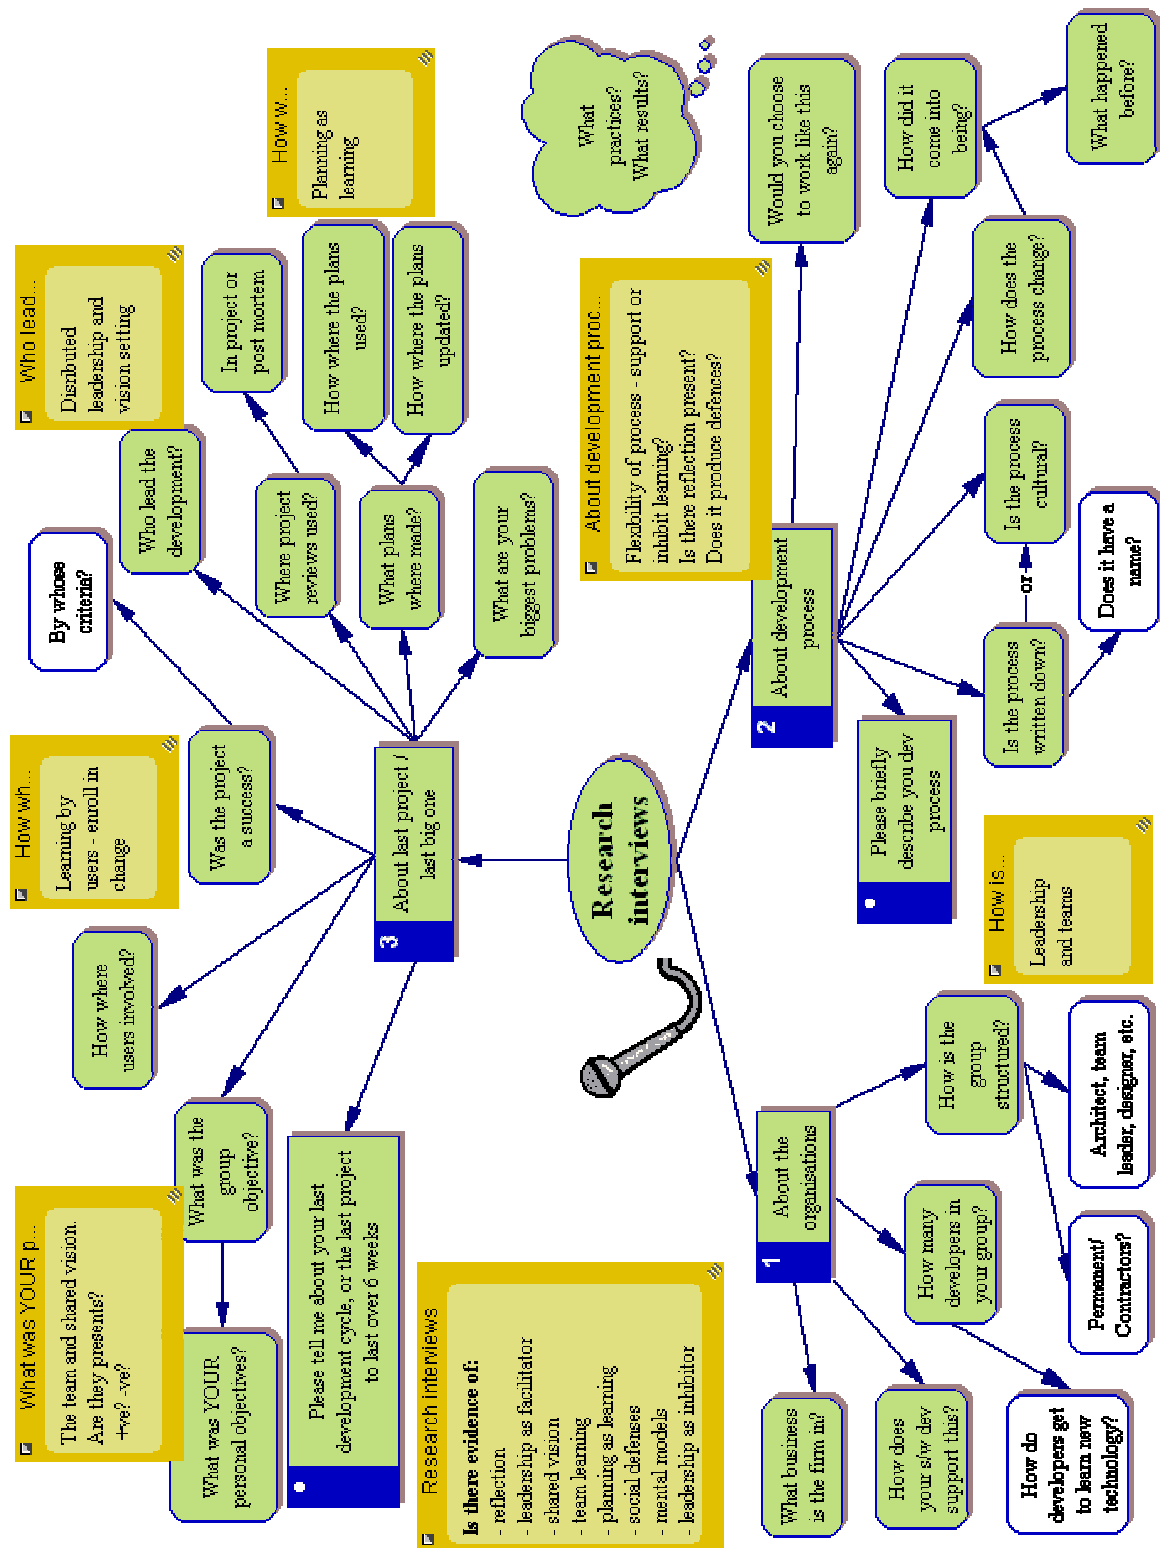 What was YOUR p...
The team and shared vision.
Are they presents?
+ve? -ve?
What was YOUR
personal objectives?
What was the
group
objective?
Please tell me about your last
development cycle, or the last project
to last over 6 weeks
How where
users involved?
How wh...
Learning by
users - enroll in
change
Was the project
a success?
By whose
criteria?
Who lead...
Disributed
leadership and
vision setting
Who lead the
development?
In project or
post mortem
Where project
reviews used?
How w...
Planning as
learning
How where the plans
used?
How where the plans
updated?
What plans
where made?
What are your
biggest problems?
3
About last project /
last big one
Research interviews
Is there evidence of:
- reflection
- leadership as facilitator
- shared vision
- team learning
- planning as learning
- social defenses
- mental models
- leadership as inhibitor
Research
interviews
What
practices?
What results?
About development proc...
Flexibility of process - support or
inhibit learning?
Is there reflection present?
Does it produce defences?
1
About the
organisations
What business
is the firm in?
How does
your s/w dev
support this?
How many
developers in
your group?
How do
developers get
to learn new
technology?
How is the
group
structured?
Permenent/
Contractors?
Architect, team
leader, designer, etc.
How is...
Leadership
and teams
2
About development
process
Please briefly
describe you dev
process
Is the process
written down?
or
Is the process
cultural?
Does it have a
name?
How does the
process change?
How did it
come into
being?
What happened
before?
Would you choose
to work like this
again?